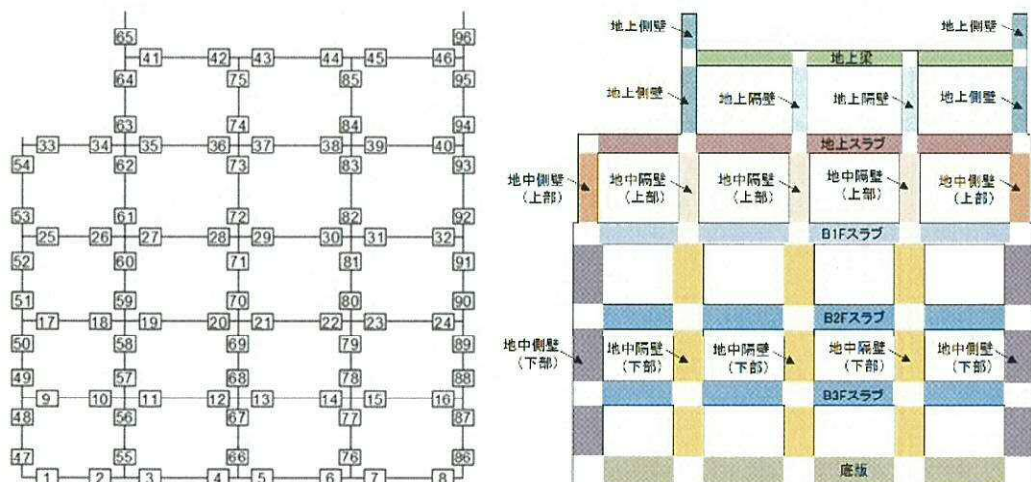 65 96
41 42 43 44 45 46
64 75 85 95
63 74 84 94
33 34 35 36 37 38 39 40
54 62 73 83 93
53 61 72 82 92
25 26 27 28 29 30 31 32
52 60 71 81 91
51 59 70 80 90
17 18 19 20 21 22 23 24
50 58 69 79 89
49 57 68 78 88
9 10 11 12 13 14 15 16
48 56 67 77 87
47 55 66 76 86
1 2 3 4 5 6 7 8
地上側壁
地上側壁
地上梁
地上側壁
地上隔壁
地上隔壁
地上側壁
地上スラブ
地中側壁
(上部)
地中隔壁
(上部)
地中隔壁
(上部)
地中隔壁
(上部)
地中側壁
(上部)
B1Fスラブ
B2Fスラブ
地中側壁
(下部)
地中隔壁
(下部)
地中隔壁
(下部)
地中隔壁
(下部)
地中側壁
(下部)
B3Fスラブ
底版